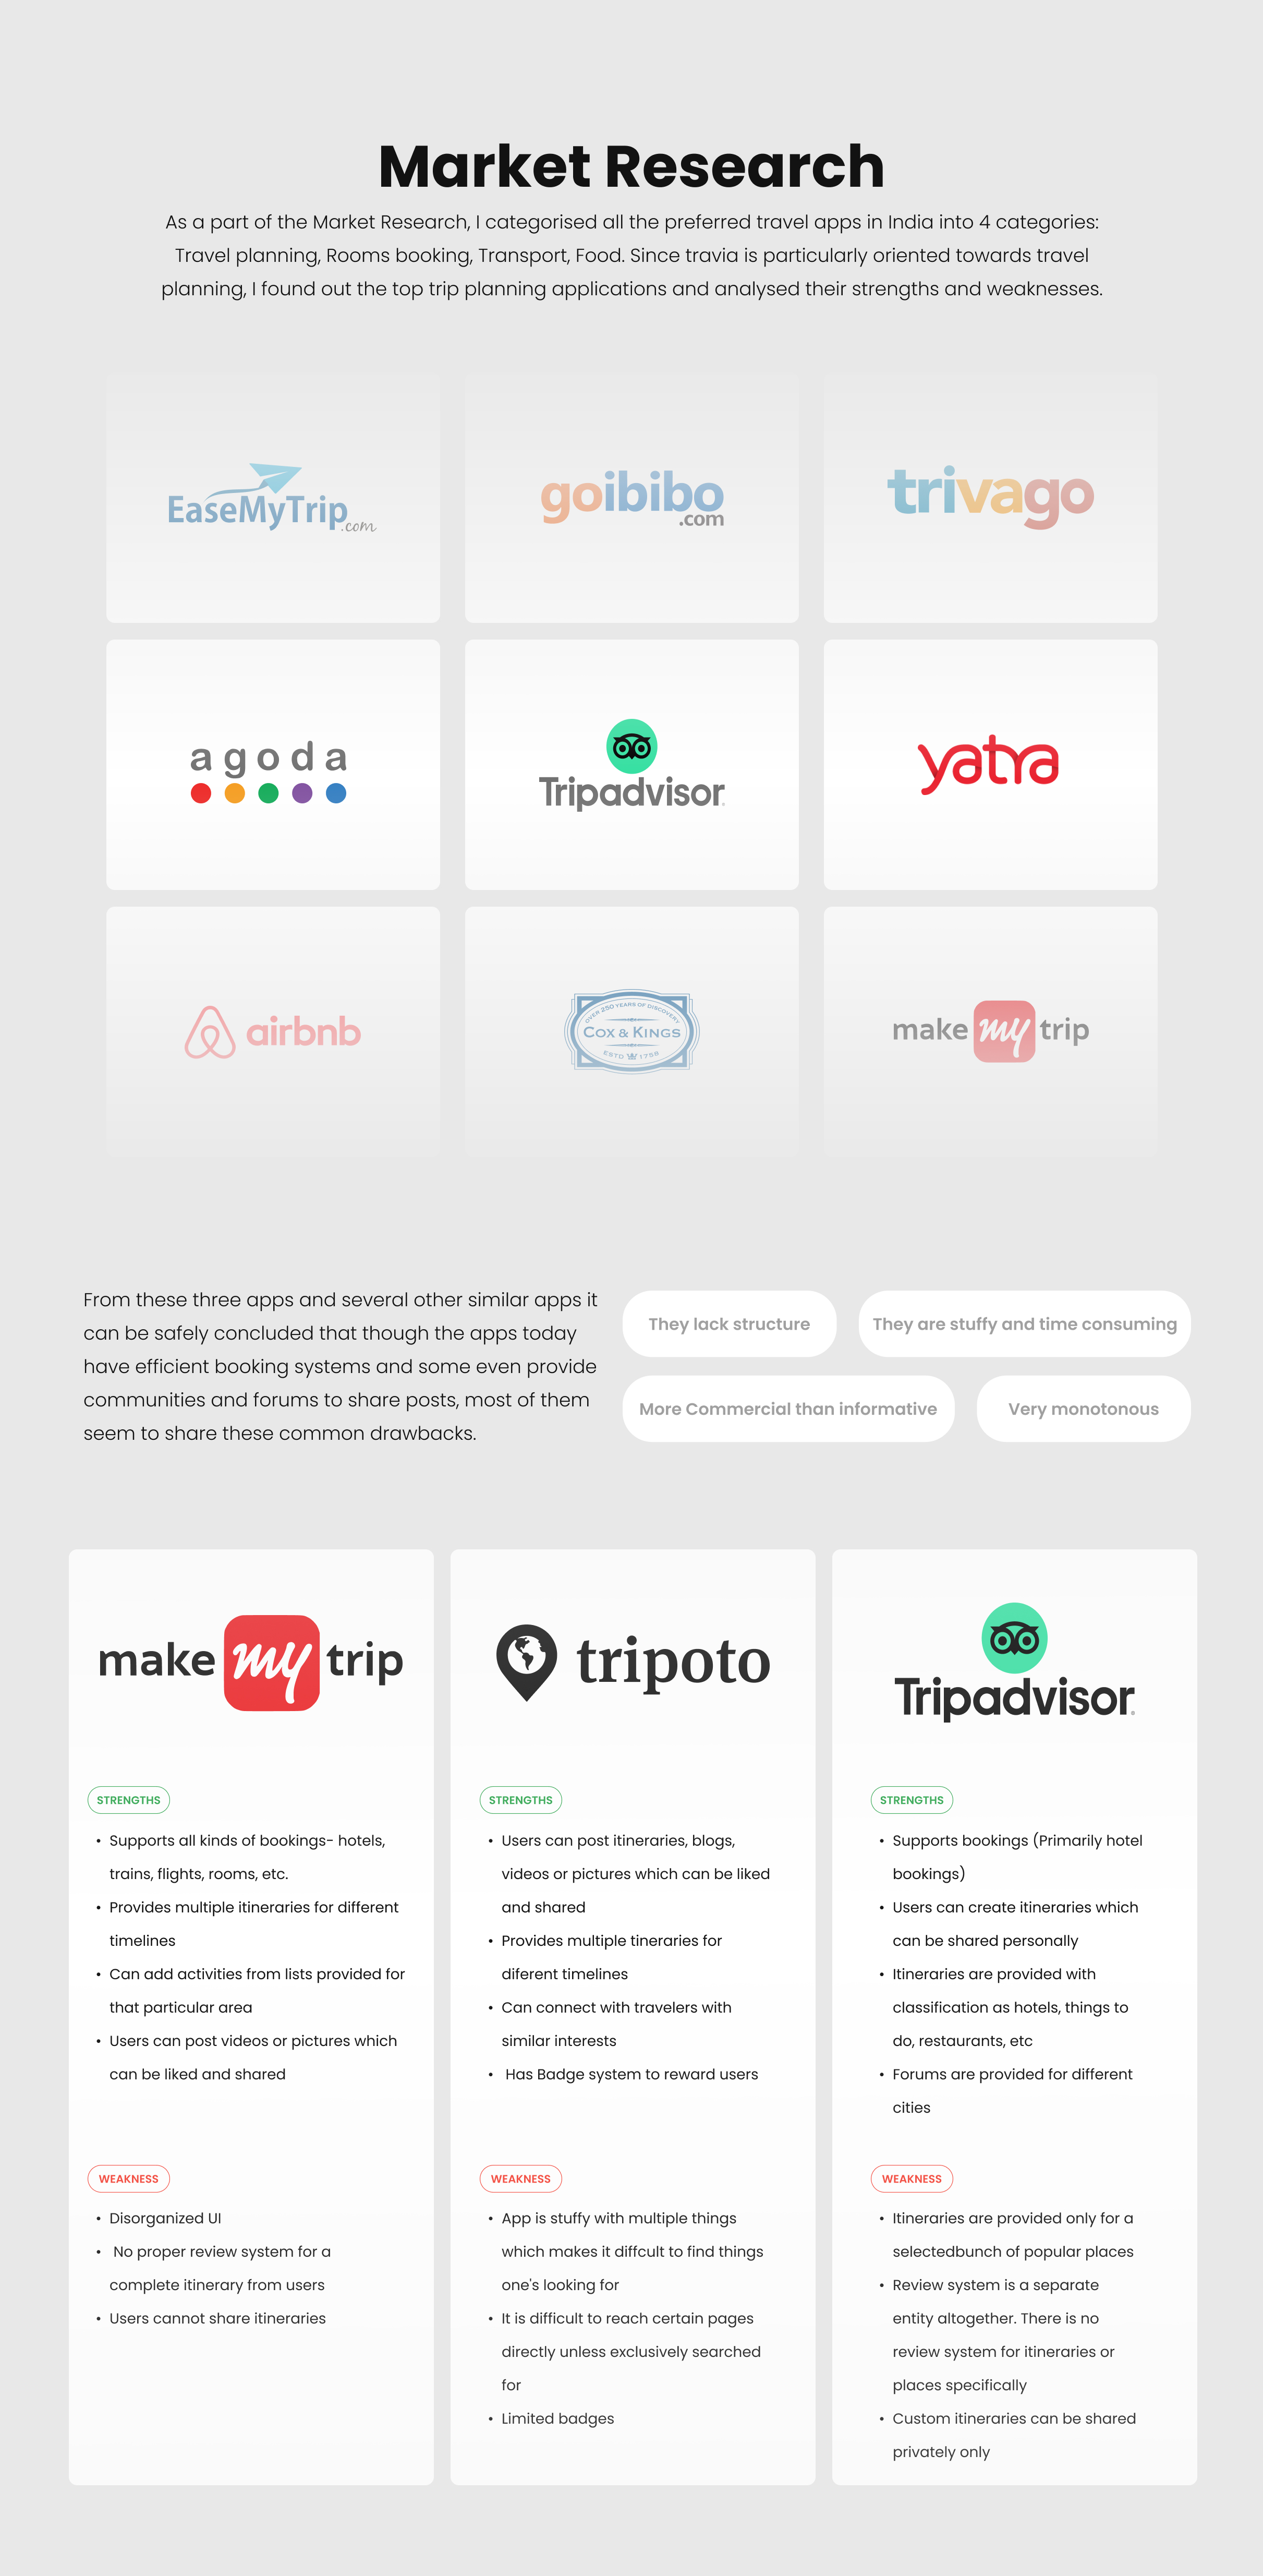 Market Research
As a part of the Market Research, I categorised all the preferred travel apps in India into 4 categories:
Travel planning, Rooms booking, Transport, Food. Since travia is particularly oriented towards travel
planning, I found out the top trip planning applications and analysed their strengths and weaknesses.
EaseMyTrip
.com
goibibo
.com
trivago
agoda
Tripadvisor
yatra
airbnb
OVER 250 YEARS OF DISCOVERY
COX & KINGS
ESTD 1758
make my trip
From these three apps and several other similar apps it
can be safely concluded that though the apps today
have efficient booking systems and some even provide
communities and forums to share posts, most of them
seem to share these common drawbacks.
They lack structure
They are stuffy and time consuming
More Commercial than informative
Very monotonous
make my trip
STRENGTHS
• Supports all kinds of bookings- hotels,
trains, flights, rooms, etc.
• Provides multiple itineraries for different
timelines
• Can add activities from lists provided for
that particular area
• Users can post videos or pictures which
can be liked and shared
WEAKNESS
• Disorganized UI
• No proper review system for a
complete itinerary from users
• Users cannot share itineraries
tripoto
STRENGTHS
• Users can post itineraries, blogs,
videos or pictures which can be liked
and shared
• Provides multiple tineraries for
diferent timelines
• Can connect with travelers with
similar interests
• Has Badge system to reward users
WEAKNESS
• App is stuffy with multiple things
which makes it diffcult to find things
one's looking for
• It is difficult to reach certain pages
directly unless exclusively searched
for
• Limited badges
Tripadvisor
STRENGTHS
• Supports bookings (Primarily hotel
bookings)
• Users can create itineraries which
can be shared personally
• Itineraries are provided with
classification as hotels, things to
do, restaurants, etc
• Forums are provided for different
cities
WEAKNESS
• Itineraries are provided only for a
selectedbunch of popular places
• Review system is a separate
entity altogether. There is no
review system for itineraries or
places specifically
• Custom itineraries can be shared
privately only